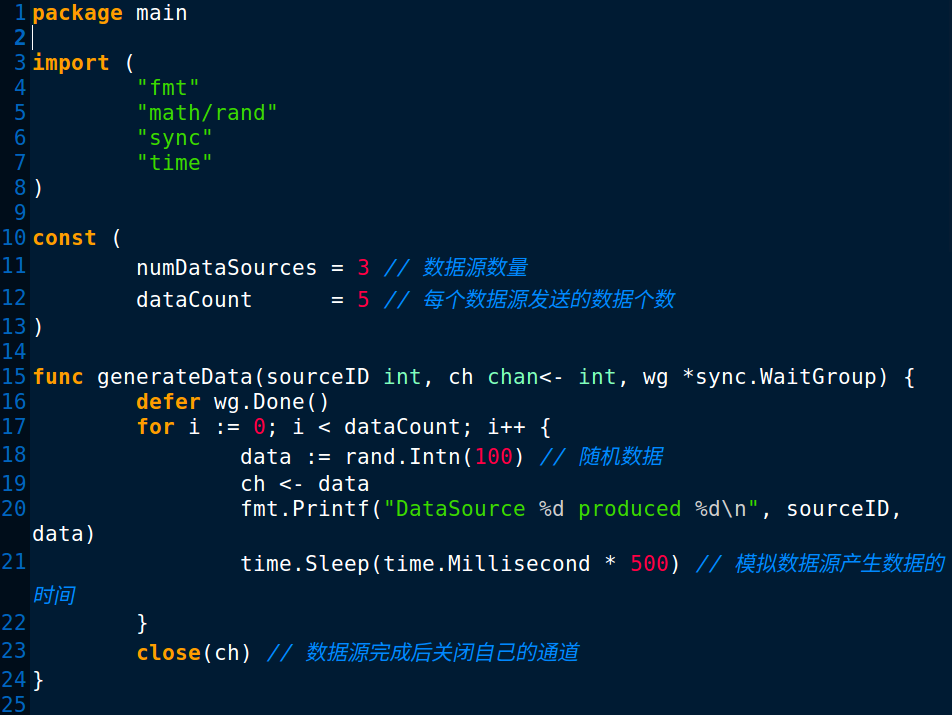 1 package main
2
3 import (
4         "fmt"
5         "math/rand"
6         "sync"
7         "time"
8 )
9
10 const (
11         numDataSources = 3 // 数据源数量
12         dataCount      = 5 // 每个数据源发送的数据个数
13 )
14
15 func generateData(sourceID int, ch chan<- int, wg *sync.WaitGroup) {
16         defer wg.Done()
17         for i := 0; i < dataCount; i++ {
18                 data := rand.Intn(100) // 随机数据
19                 ch <- data
20                 fmt.Printf("DataSource %d produced %d\n", sourceID,
data)
21                 time.Sleep(time.Millisecond * 500) // 模拟数据源产生数据的
时间
22         }
23         close(ch) // 数据源完成后关闭自己的通道
24 }
25